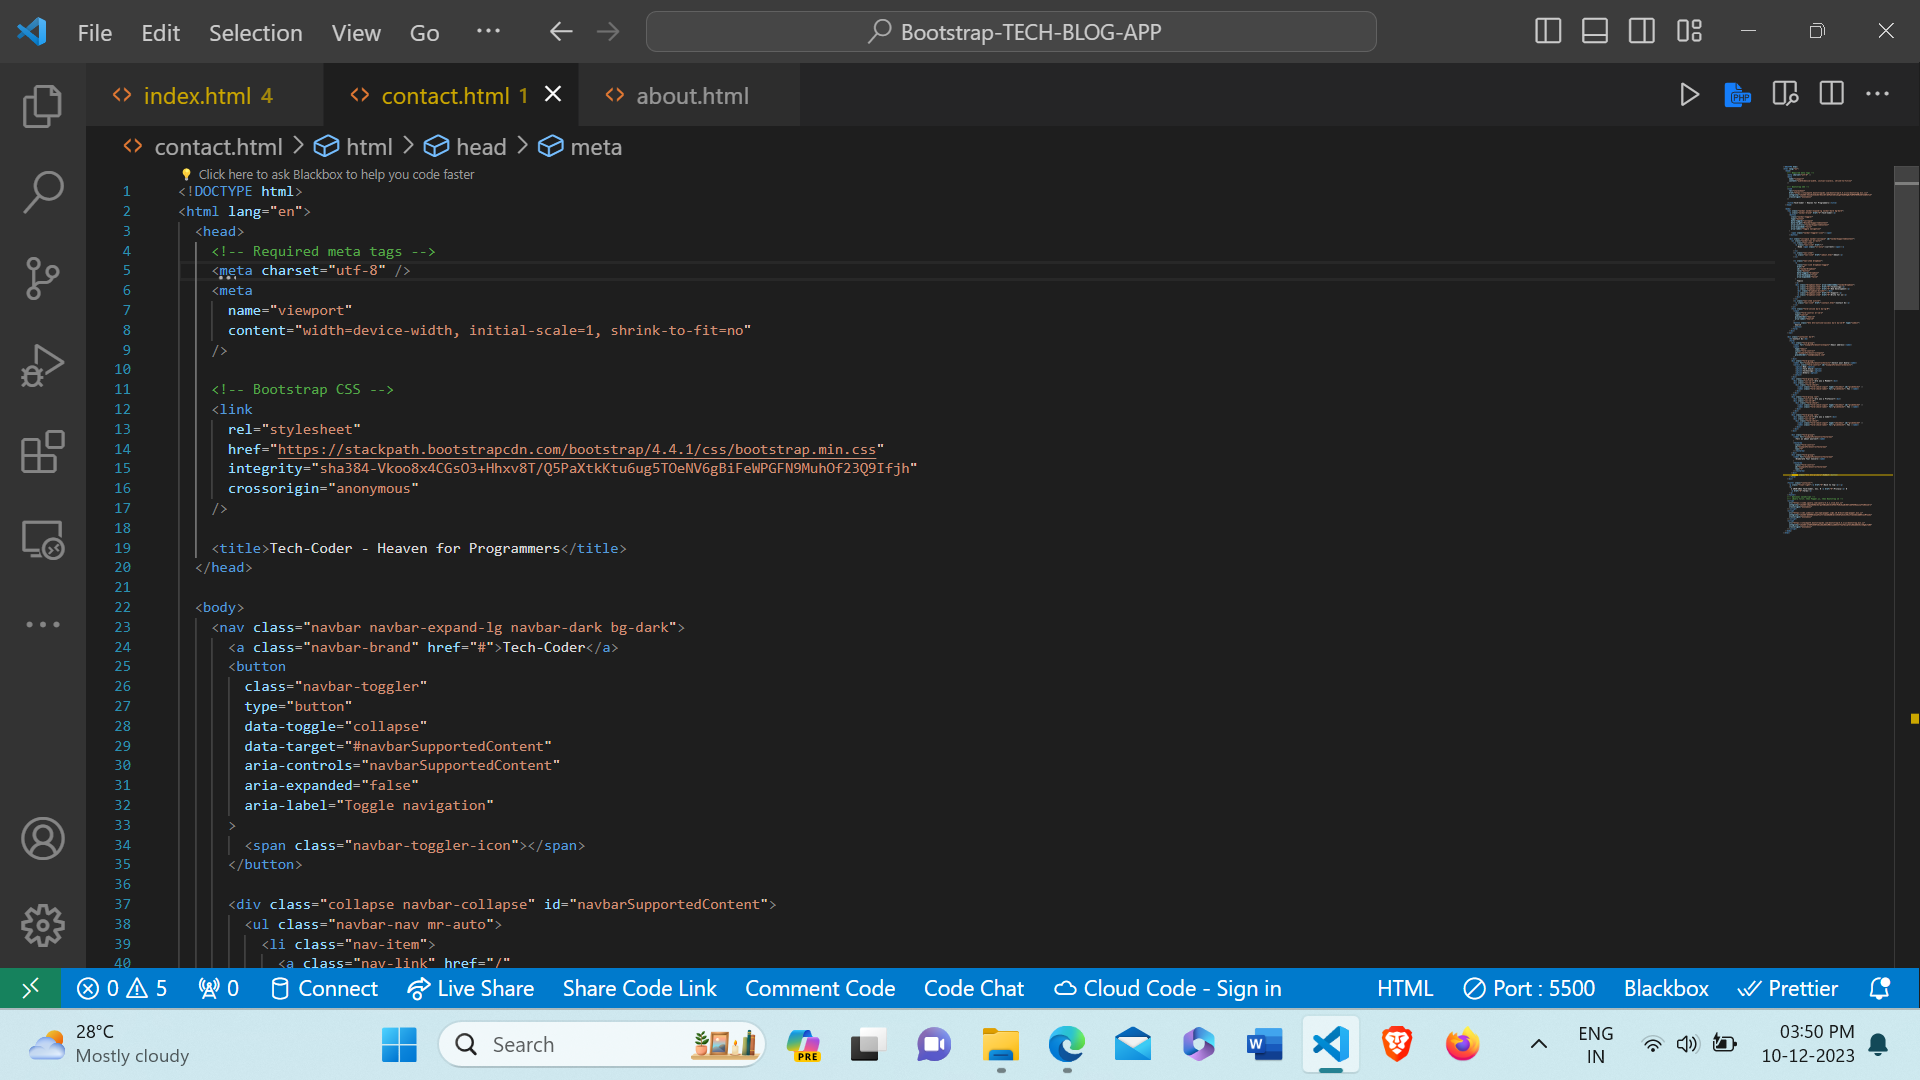 File Edit Selection View Go ··· Bootstrap-TECH-BLOG-APP
index.html 4 contact.html 1 about.html
contact.html > html > head > meta
Click here to ask Blackbox to help you code faster
1 <!DOCTYPE html>
2 <html lang="en">
3 <head>
4 <!-- Required meta tags -->
5 <meta charset="utf-8" />
6 <meta
7 name="viewport"
8 content="width=device-width, initial-scale=1, shrink-to-fit=no"
9 />
10
11 <!-- Bootstrap CSS -->
12 <link
13 rel="stylesheet"
14 href="https://stackpath.bootstrapcdn.com/bootstrap/4.4.1/css/bootstrap.min.css"
15 integrity="sha384-Vkoo8x4CGsO3+Hhxv8T/Q5PaXtkKtu6ug5TOeNV6gBiFeWPGFN9MuhOf23Q9Ifjh"
16 crossorigin="anonymous"
17 />
18
19 <title>Tech-Coder - Heaven for Programmers</title>
20 </head>
21
22 <body>
23 <nav class="navbar navbar-expand-lg navbar-dark bg-dark">
24 <a class="navbar-brand" href="#">Tech-Coder</a>
25 <button
26 class="navbar-toggler"
27 type="button"
28 data-toggle="collapse"
29 data-target="#navbarSupportedContent"
30 aria-controls="navbarSupportedContent"
31 aria-expanded="false"
32 aria-label="Toggle navigation"
33 >
34 <span class="navbar-toggler-icon"></span>
35 </button>
36
37 <div class="collapse navbar-collapse" id="navbarSupportedContent">
38 <ul class="navbar-nav mr-auto">
39 <li class="nav-item">
40 <a class="nav-link" href="/"
0 5 0 Connect Live Share Share Code Link Comment Code Code Chat Cloud Code - Sign in HTML Port : 5500 Blackbox Prettier
28°C
Mostly cloudy
Search
PRE
ENG
IN
03:50 PM
10-12-2023